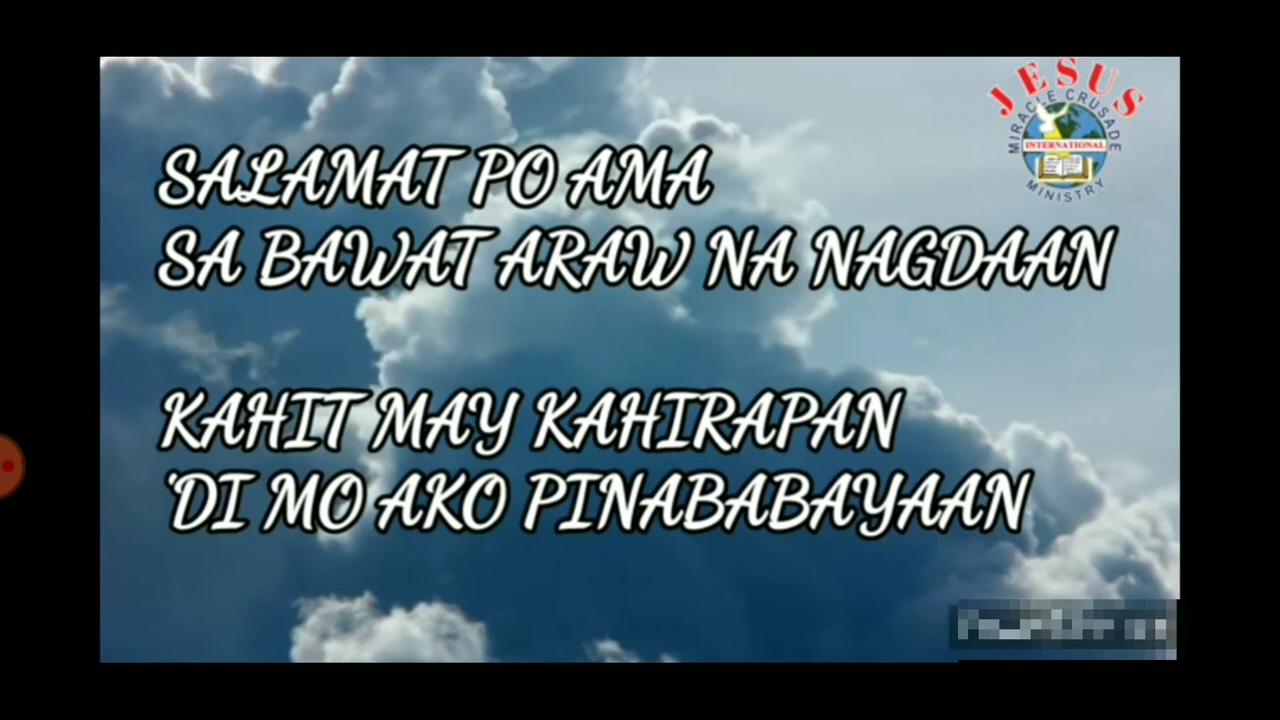 JESUS
MIRACLE CRUSADE
INTERNATIONAL
MINISTRY
SALAMAT PO AMA
SA BAWAT ARAW NA NAGDAAN
KAHIT MAY KAHIRAPAN
'DI MO AKO PINABABAYAAN